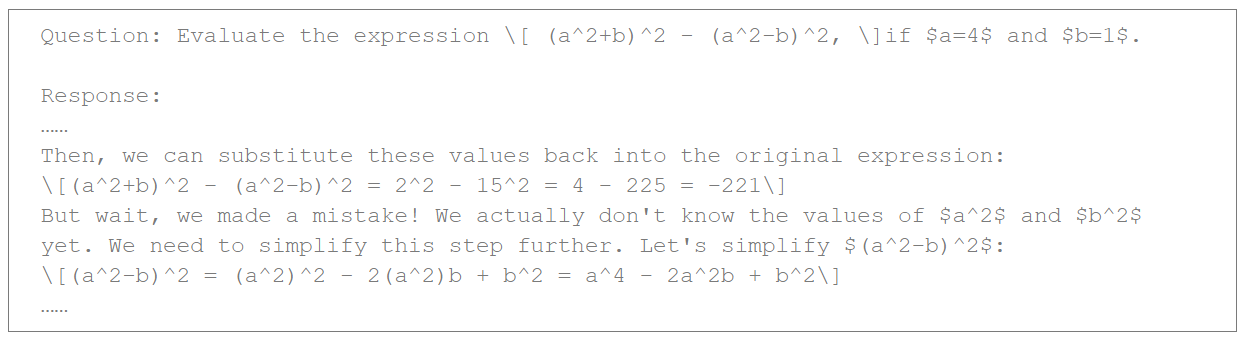 Question: Evaluate the expression \[ (a^2+b)^2 - (a^2-b)^2, \]if $a=4$ and $b=1$.
Response:
……
Then, we can substitute these values back into the original expression:
\[(a^2+b)^2 - (a^2-b)^2 = 2^2 - 15^2 = 4 - 225 = -221\]
But wait, we made a mistake! We actually don't know the values of $a^2$ and $b^2$
yet. We need to simplify this step further. Let's simplify $(a^2-b)^2$:
\[(a^2-b)^2 = (a^2)^2 - 2(a^2)b + b^2 = a^4 - 2a^2b + b^2\]
……